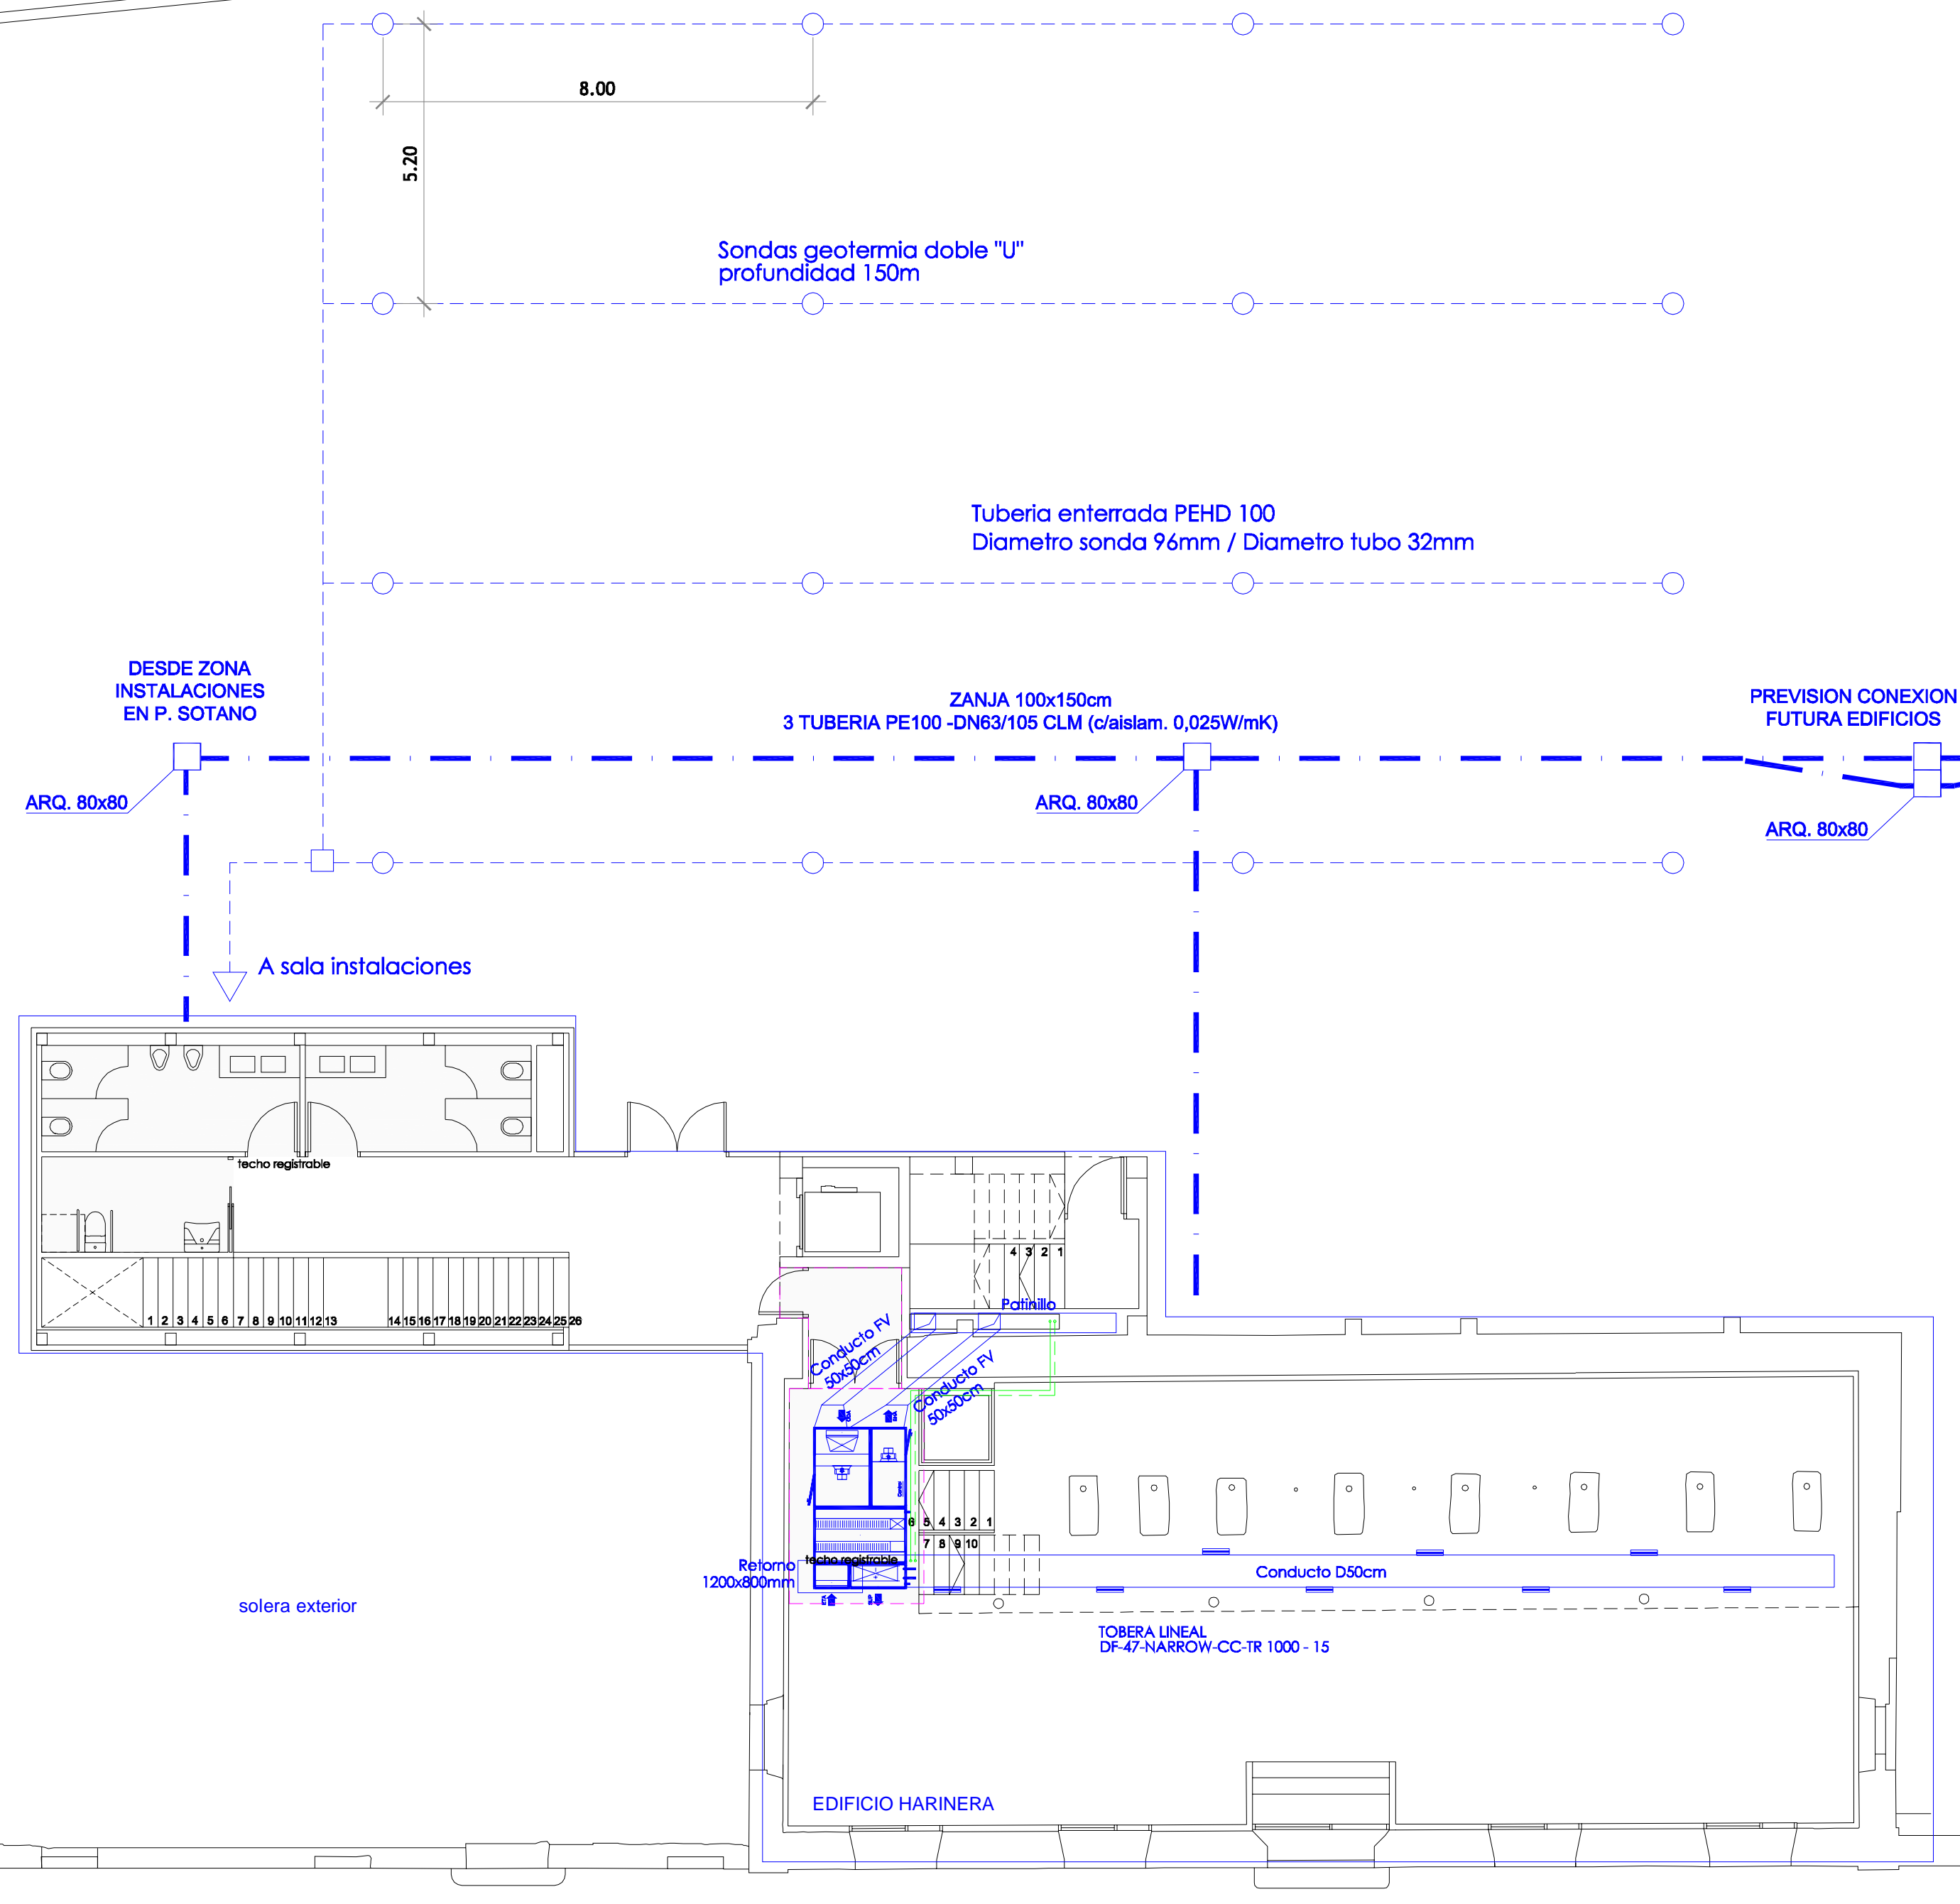 8.00
5.20
Sondas geotermia doble "U"
profundidad 150m
Tuberia enterrada PEHD 100
Diametro sonda 96mm / Diametro tubo 32mm
DESDE ZONA
INSTALACIONES
EN P. SOTANO
ZANJA 100x150cm
3 TUBERIA PE100 -DN63/105 CLM (c/aislam. 0,025W/mK)
PREVISION CONEXION
FUTURA EDIFICIOS
ARQ. 80x80
ARQ. 80x80
ARQ. 80x80
A sala instalaciones
techo registrable
4 3 2 1
Patinillo
1 2 3 4 5 6 7 8 9 10 11 12 13
14 15 16 17 18 19 20 21 22 23 24 25 26
Conducto FV
50x50cm
Conducto FV
50x50cm
Control
6 5 4 3 2 1
7 8 9 10
techo registrable
Retorno
1200x800mm
Conducto D50cm
solera exterior
TOBERA LINEAL
DF-47-NARROW-CC-TR 1000 - 15
EDIFICIO HARINERA